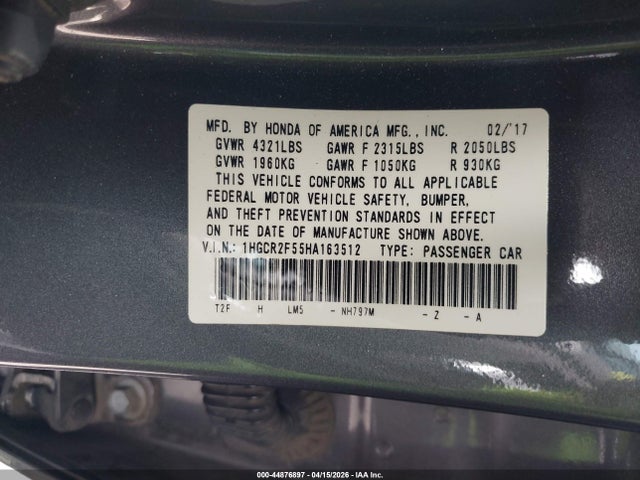 MFD. BY HONDA OF AMERICA MFG., INC. 02/'17
GVWR 4321LBS GAWR F 2315LBS R 2050LBS
GVWR 1960KG GAWR F 1050KG R 930KG
THIS VEHICLE CONFORMS TO ALL APPLICABLE
FEDERAL MOTOR VEHICLE SAFETY, BUMPER,
AND THEFT PREVENTION STANDARDS IN EFFECT
ON THE DATE OF MANUFACTURE SHOWN ABOVE.
V.I.N.: 1HGCR2F55HA163512 TYPE: PASSENGER CAR
T2F H LM5 - NH797M - Z - A
000-44876897 - 04/15/2026 - IAA Inc.